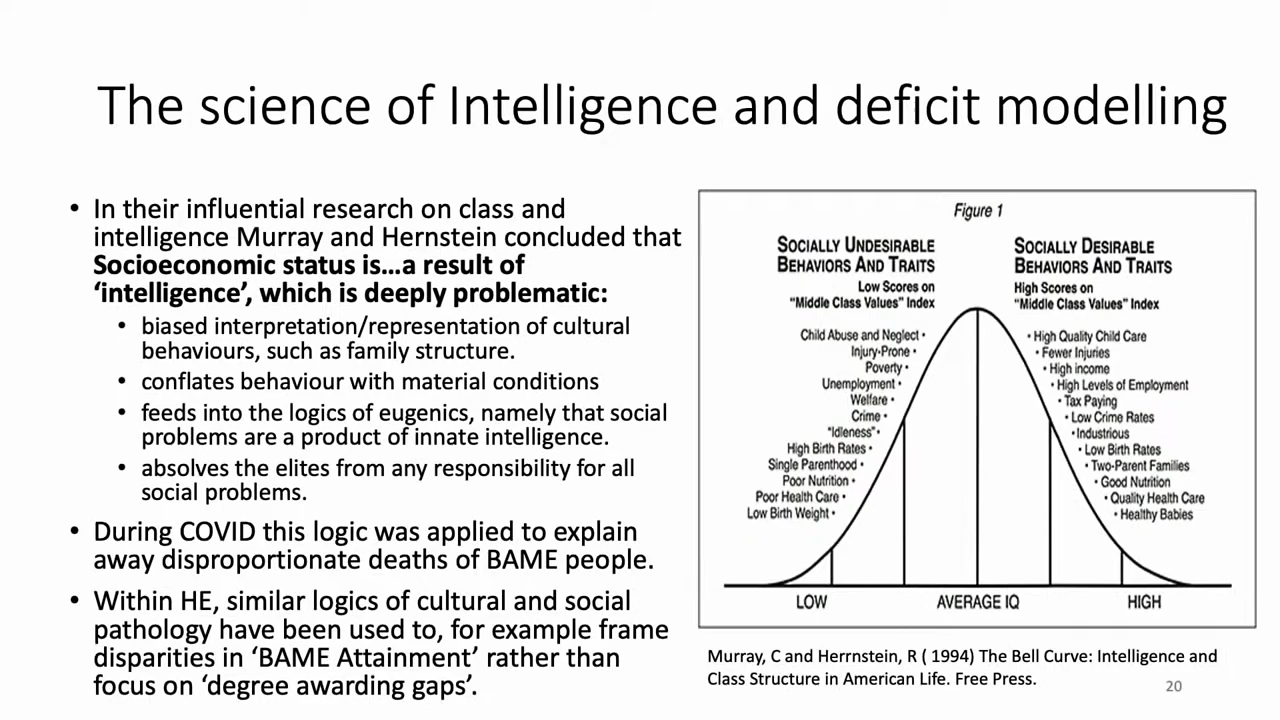 The science of Intelligence and deficit modelling
• In their influential research on class and
intelligence Murray and Hernstein concluded that
Socioeconomic status is...a result of
‘intelligence’, which is deeply problematic:
• biased interpretation/representation of cultural
behaviours, such as family structure.
• conflates behaviour with material conditions
• feeds into the logics of eugenics, namely that social
problems are a product of innate intelligence.
• absolves the elites from any responsibility for all
social problems.
• During COVID this logic was applied to explain
away disproportionate deaths of BAME people.
• Within HE, similar logics of cultural and social
pathology have been used to, for example frame
disparities in ‘BAME Attainment’ rather than
focus on ‘degree awarding gaps’.
Figure 1
SOCIALLY UNDESIRABLE
BEHAVIORS AND TRAITS
Low Scores on
"Middle Class Values" Index
Child Abuse and Neglect •
Injury-Prone •
Poverty •
Unemployment •
Welfare •
Crime •
"Idleness" •
High Birth Rates •
Single Parenthood •
Poor Nutrition •
Poor Health Care •
Low Birth Weight •
SOCIALLY DESIRABLE
BEHAVIORS AND TRAITS
High Scores on
"Middle Class Values" Index
• High Quality Child Care
• Fewer Injuries
• High income
• High Levels of Employment
• Tax Paying
• Low Crime Rates
• Industrious
• Low Birth Rates
• Two-Parent Families
• Good Nutrition
• Quality Health Care
• Healthy Babies
LOW AVERAGE IQ HIGH
Murray, C and Herrnstein, R ( 1994) The Bell Curve: Intelligence and
Class Structure in American Life. Free Press.
20